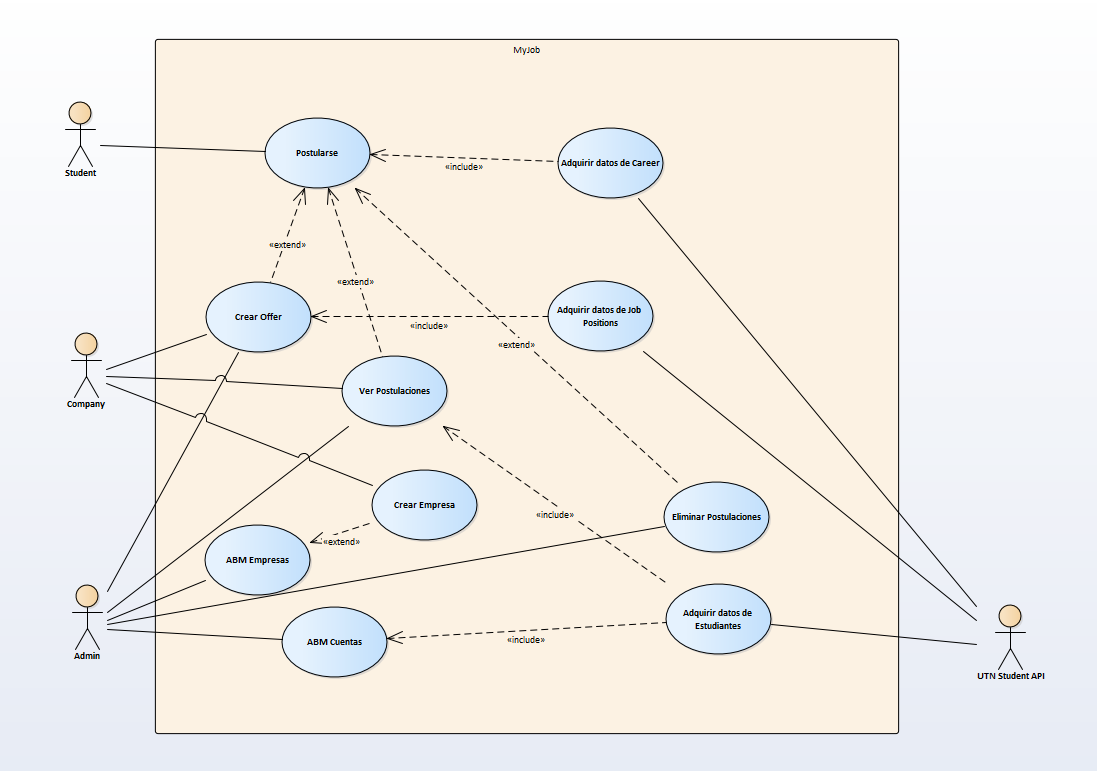 MyJob
Student
Postularse
Adquirir datos de Career
«include»
«extend»
«extend»
Crear Offer
Adquirir datos de Job
Positions
«include»
«extend»
Company
Ver Postulaciones
Crear Empresa
«include»
Eliminar Postulaciones
«extend»
ABM Empresas
Admin
ABM Cuentas
«include»
Adquirir datos de
Estudiantes
UTN Student API